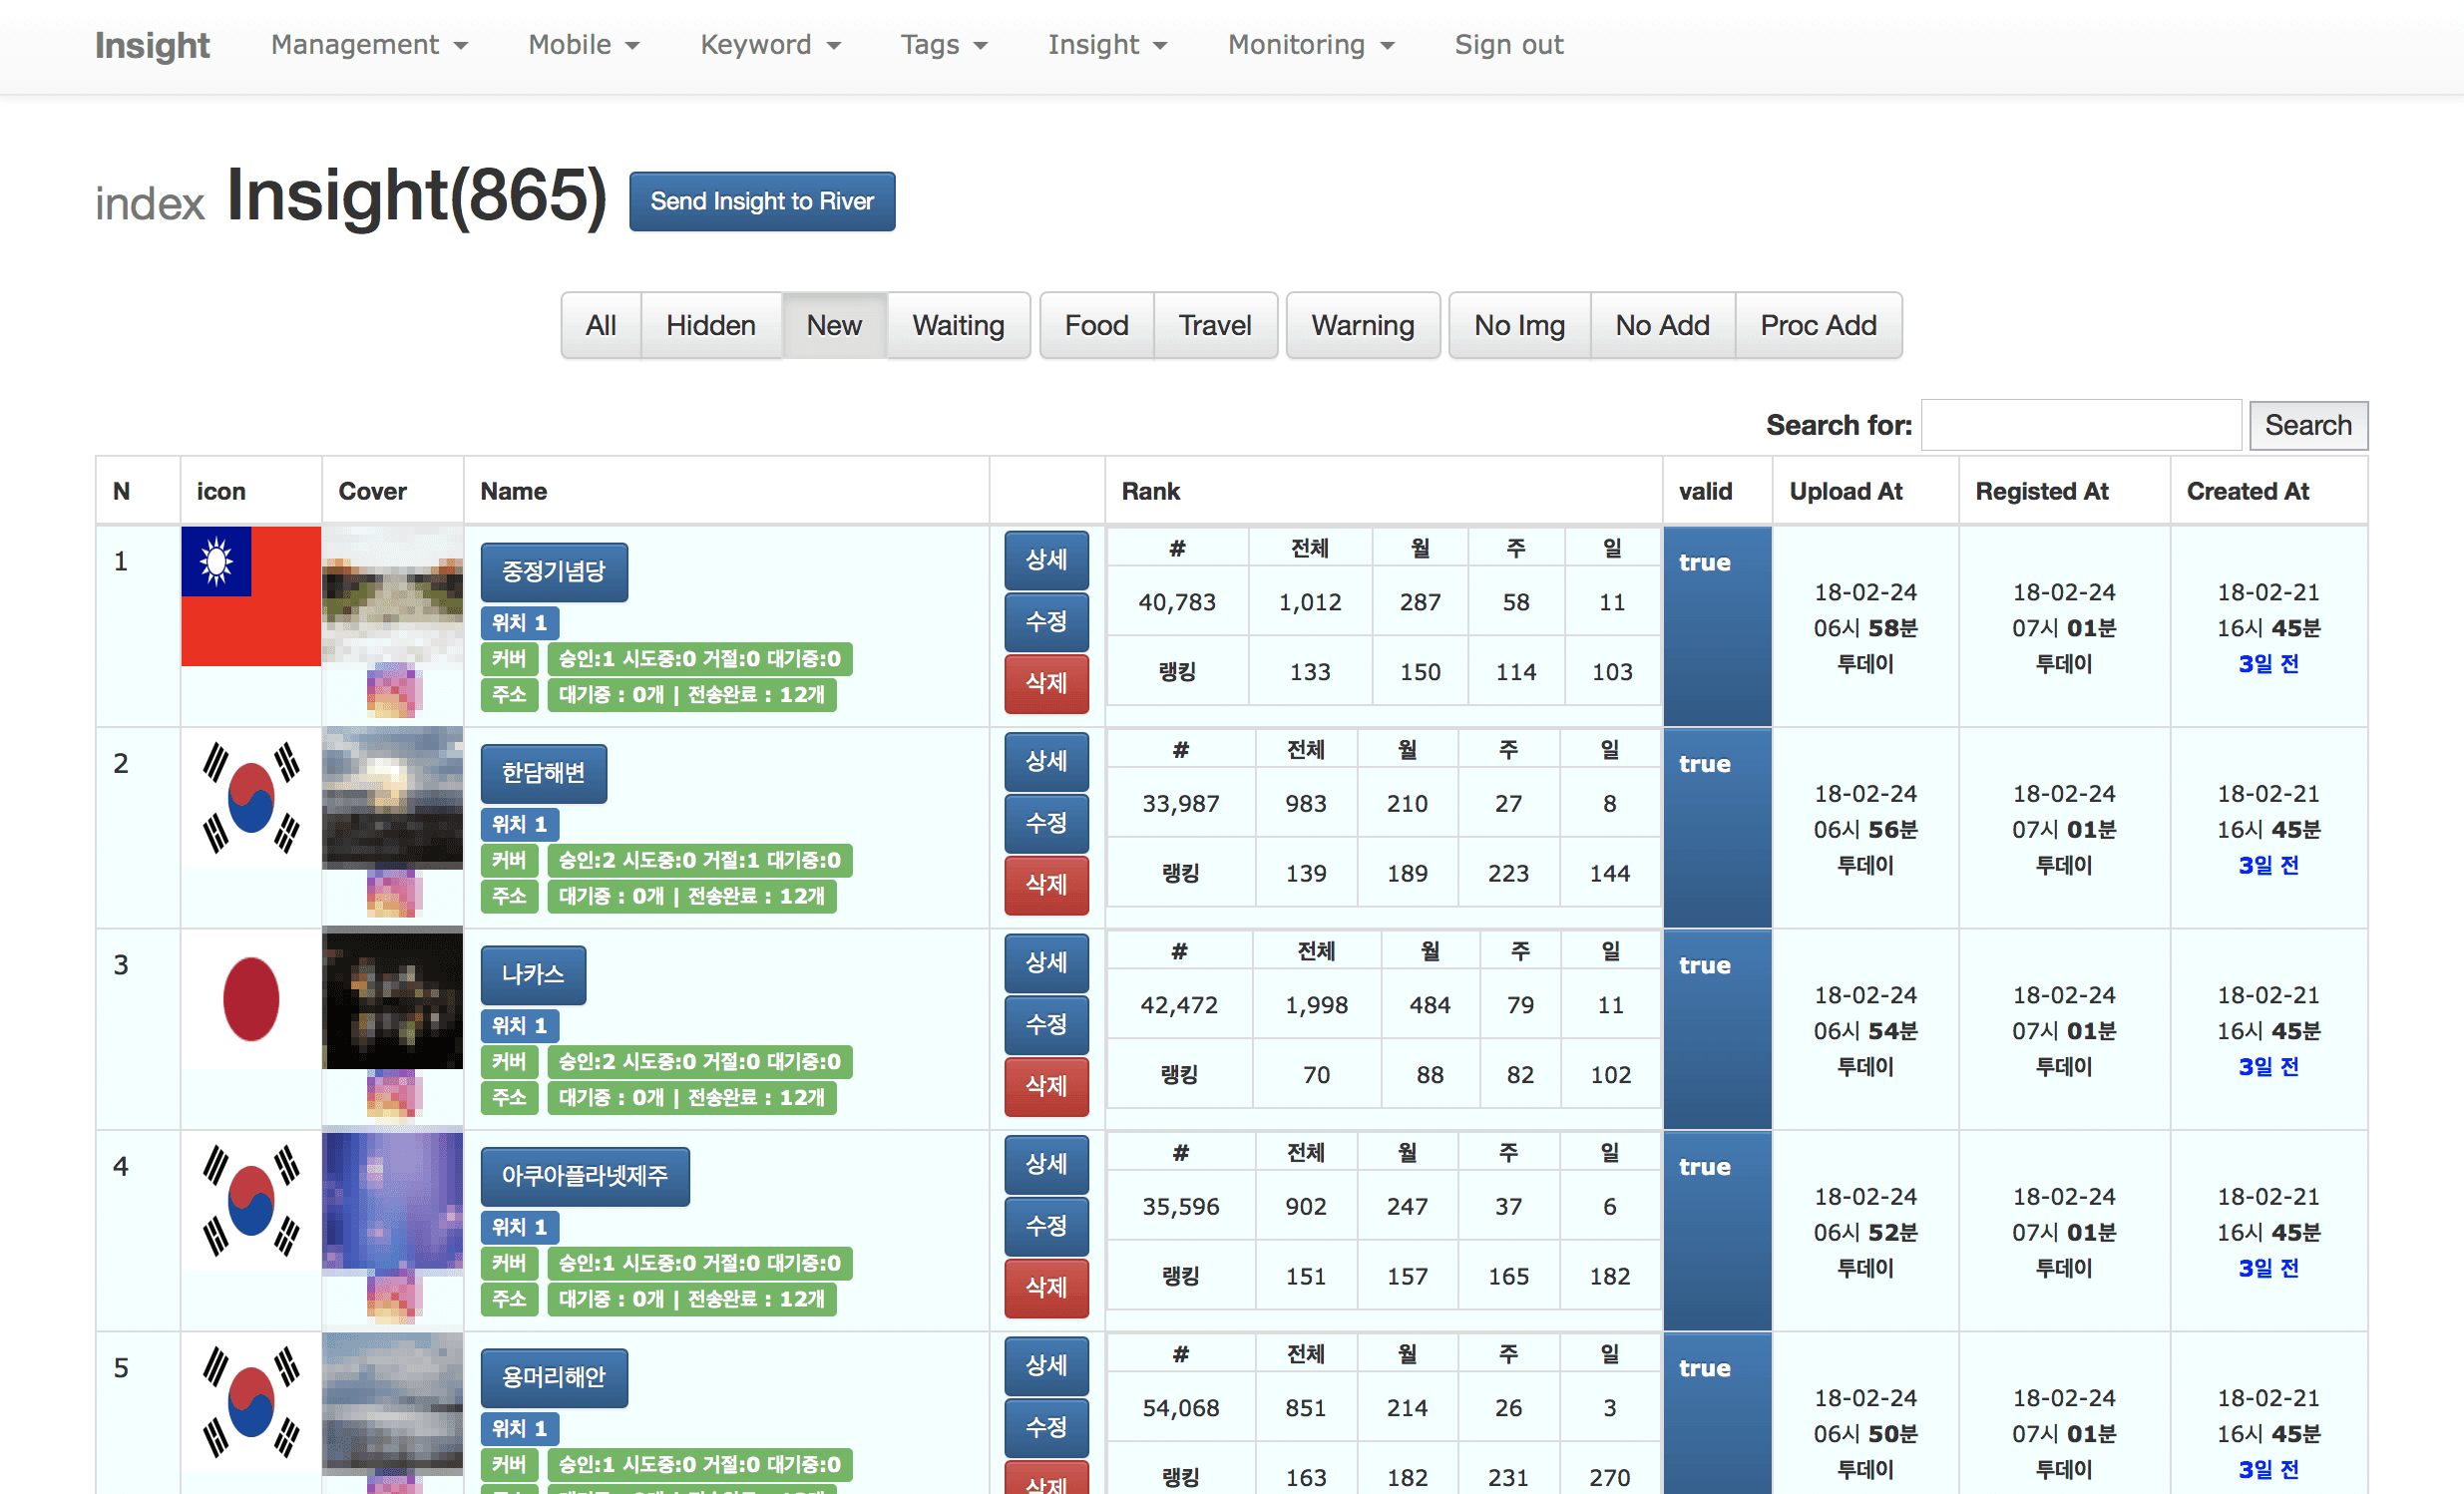 Insight Management Mobile Keyword Tags Insight Monitoring Sign out
index Insight(865) Send Insight to River
All Hidden New Waiting Food Travel Warning No Img No Add Proc Add
Search for: Search
N icon Cover Name Rank valid Upload At Registed At Created At
1
중정기념당
위치 1
커버 승인:1 시도중:0 거절:0 대기중:0
주소 대기중 : 0개 | 전송완료 : 12개
상세
수정
삭제
# 전체 월 주 일
40,783 1,012 287 58 11
랭킹 133 150 114 103
true
18-02-24
06시 58분
투데이
18-02-24
07시 01분
투데이
18-02-21
16시 45분
3일 전
2
한담해변
위치 1
커버 승인:2 시도중:0 거절:1 대기중:0
주소 대기중 : 0개 | 전송완료 : 12개
상세
수정
삭제
# 전체 월 주 일
33,987 983 210 27 8
랭킹 139 189 223 144
true
18-02-24
06시 56분
투데이
18-02-24
07시 01분
투데이
18-02-21
16시 45분
3일 전
3
나카스
위치 1
커버 승인:2 시도중:0 거절:0 대기중:0
주소 대기중 : 0개 | 전송완료 : 12개
상세
수정
삭제
# 전체 월 주 일
42,472 1,998 484 79 11
랭킹 70 88 82 102
true
18-02-24
06시 54분
투데이
18-02-24
07시 01분
투데이
18-02-21
16시 45분
3일 전
4
아쿠아플라넷제주
위치 1
커버 승인:1 시도중:0 거절:0 대기중:0
주소 대기중 : 0개 | 전송완료 : 12개
상세
수정
삭제
# 전체 월 주 일
35,596 902 247 37 6
랭킹 151 157 165 182
true
18-02-24
06시 52분
투데이
18-02-24
07시 01분
투데이
18-02-21
16시 45분
3일 전
5
용머리해안
위치 1
커버 승인:1 시도중:0 거절:0 대기중:0
상세
수정
삭제
# 전체 월 주 일
54,068 851 214 26 3
랭킹 163 182 231 270
true
18-02-24
06시 50분
투데이
18-02-24
07시 01분
투데이
18-02-21
16시 45분
3일 전